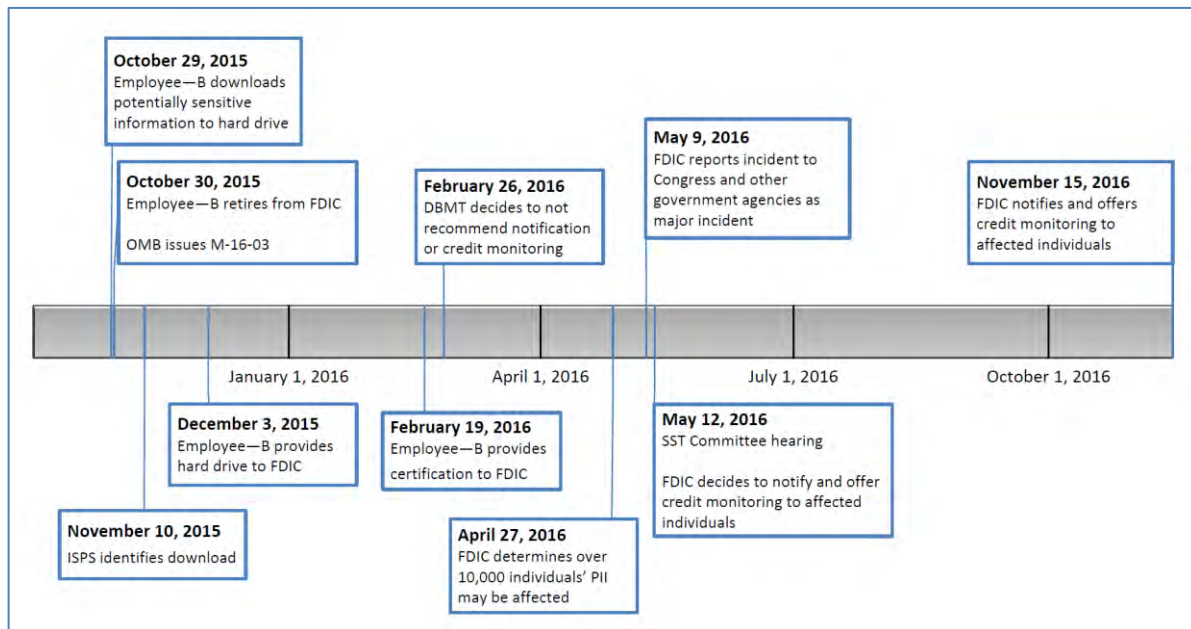 October 29, 2015
Employee—B downloads
potentially sensitive
information to hard drive
October 30, 2015
Employee—B retires from FDIC
OMB issues M-16-03
February 26, 2016
DBMT decides to not
recommend notification
or credit monitoring
May 9, 2016
FDIC reports incident to
Congress and other
government agencies as
major incident
November 15, 2016
FDIC notifies and offers
credit monitoring to
affected individuals
January 1, 2016
April 1, 2016
July 1, 2016
October 1, 2016
December 3, 2015
Employee—B provides
hard drive to FDIC
November 10, 2015
ISPS identifies download
February 19, 2016
Employee—B provides
certification to FDIC
April 27, 2016
FDIC determines over
10,000 individuals’ PII
may be affected
May 12, 2016
SST Committee hearing
FDIC decides to notify and offer
credit monitoring to affected
individuals